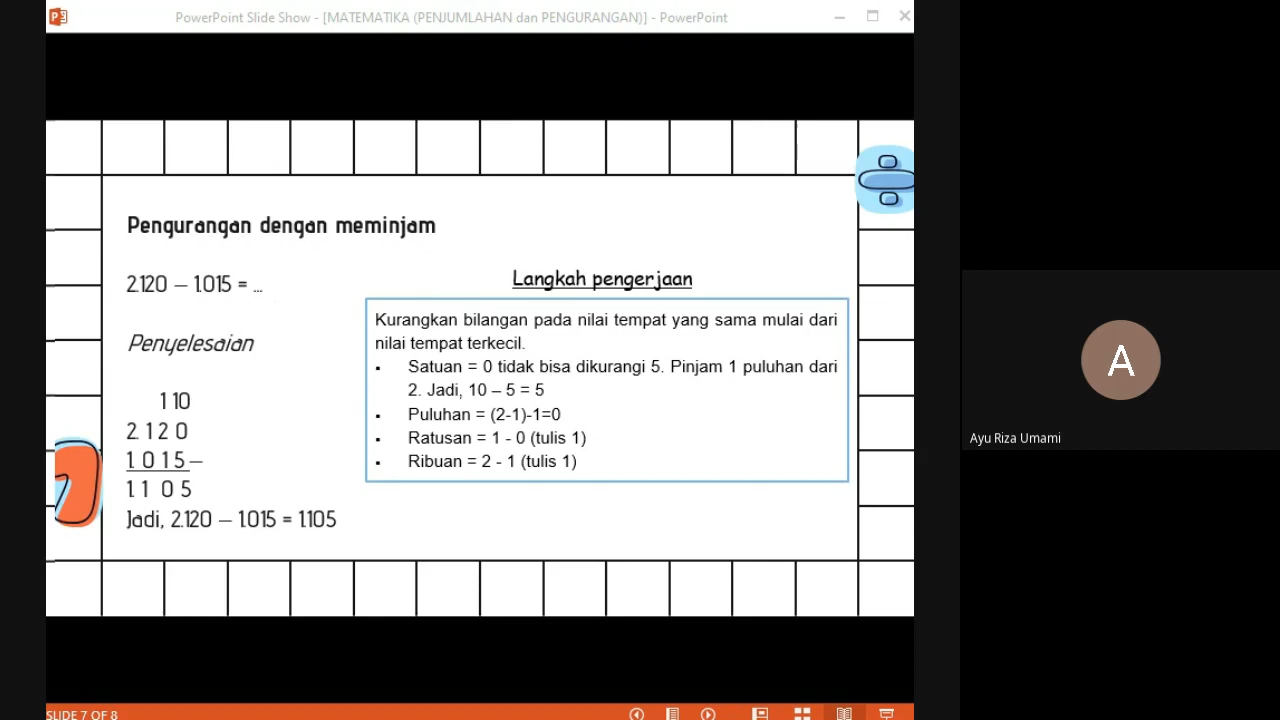 PowerPoint Slide Show - [MATEMATIKA (PENJUMLAHAN dan PENGURANGAN)] - PowerPoint
Pengurangan dengan meminjam
2.120 – 1.015 = ...
Penyelesaian
1 10
2. 1 2 0
1. 0 1 5 –
1. 1 0 5
Jadi, 2.120 – 1.015 = 1.105
Langkah pengerjaan
Kurangkan bilangan pada nilai tempat yang sama mulai dari
nilai tempat terkecil.
▪ Satuan = 0 tidak bisa dikurangi 5. Pinjam 1 puluhan dari
2. Jadi, 10 – 5 = 5
▪ Puluhan = (2-1)-1=0
▪ Ratusan = 1 - 0 (tulis 1)
▪ Ribuan = 2 - 1 (tulis 1)
A
Ayu Riza Umami
SLIDE 7 OF 8